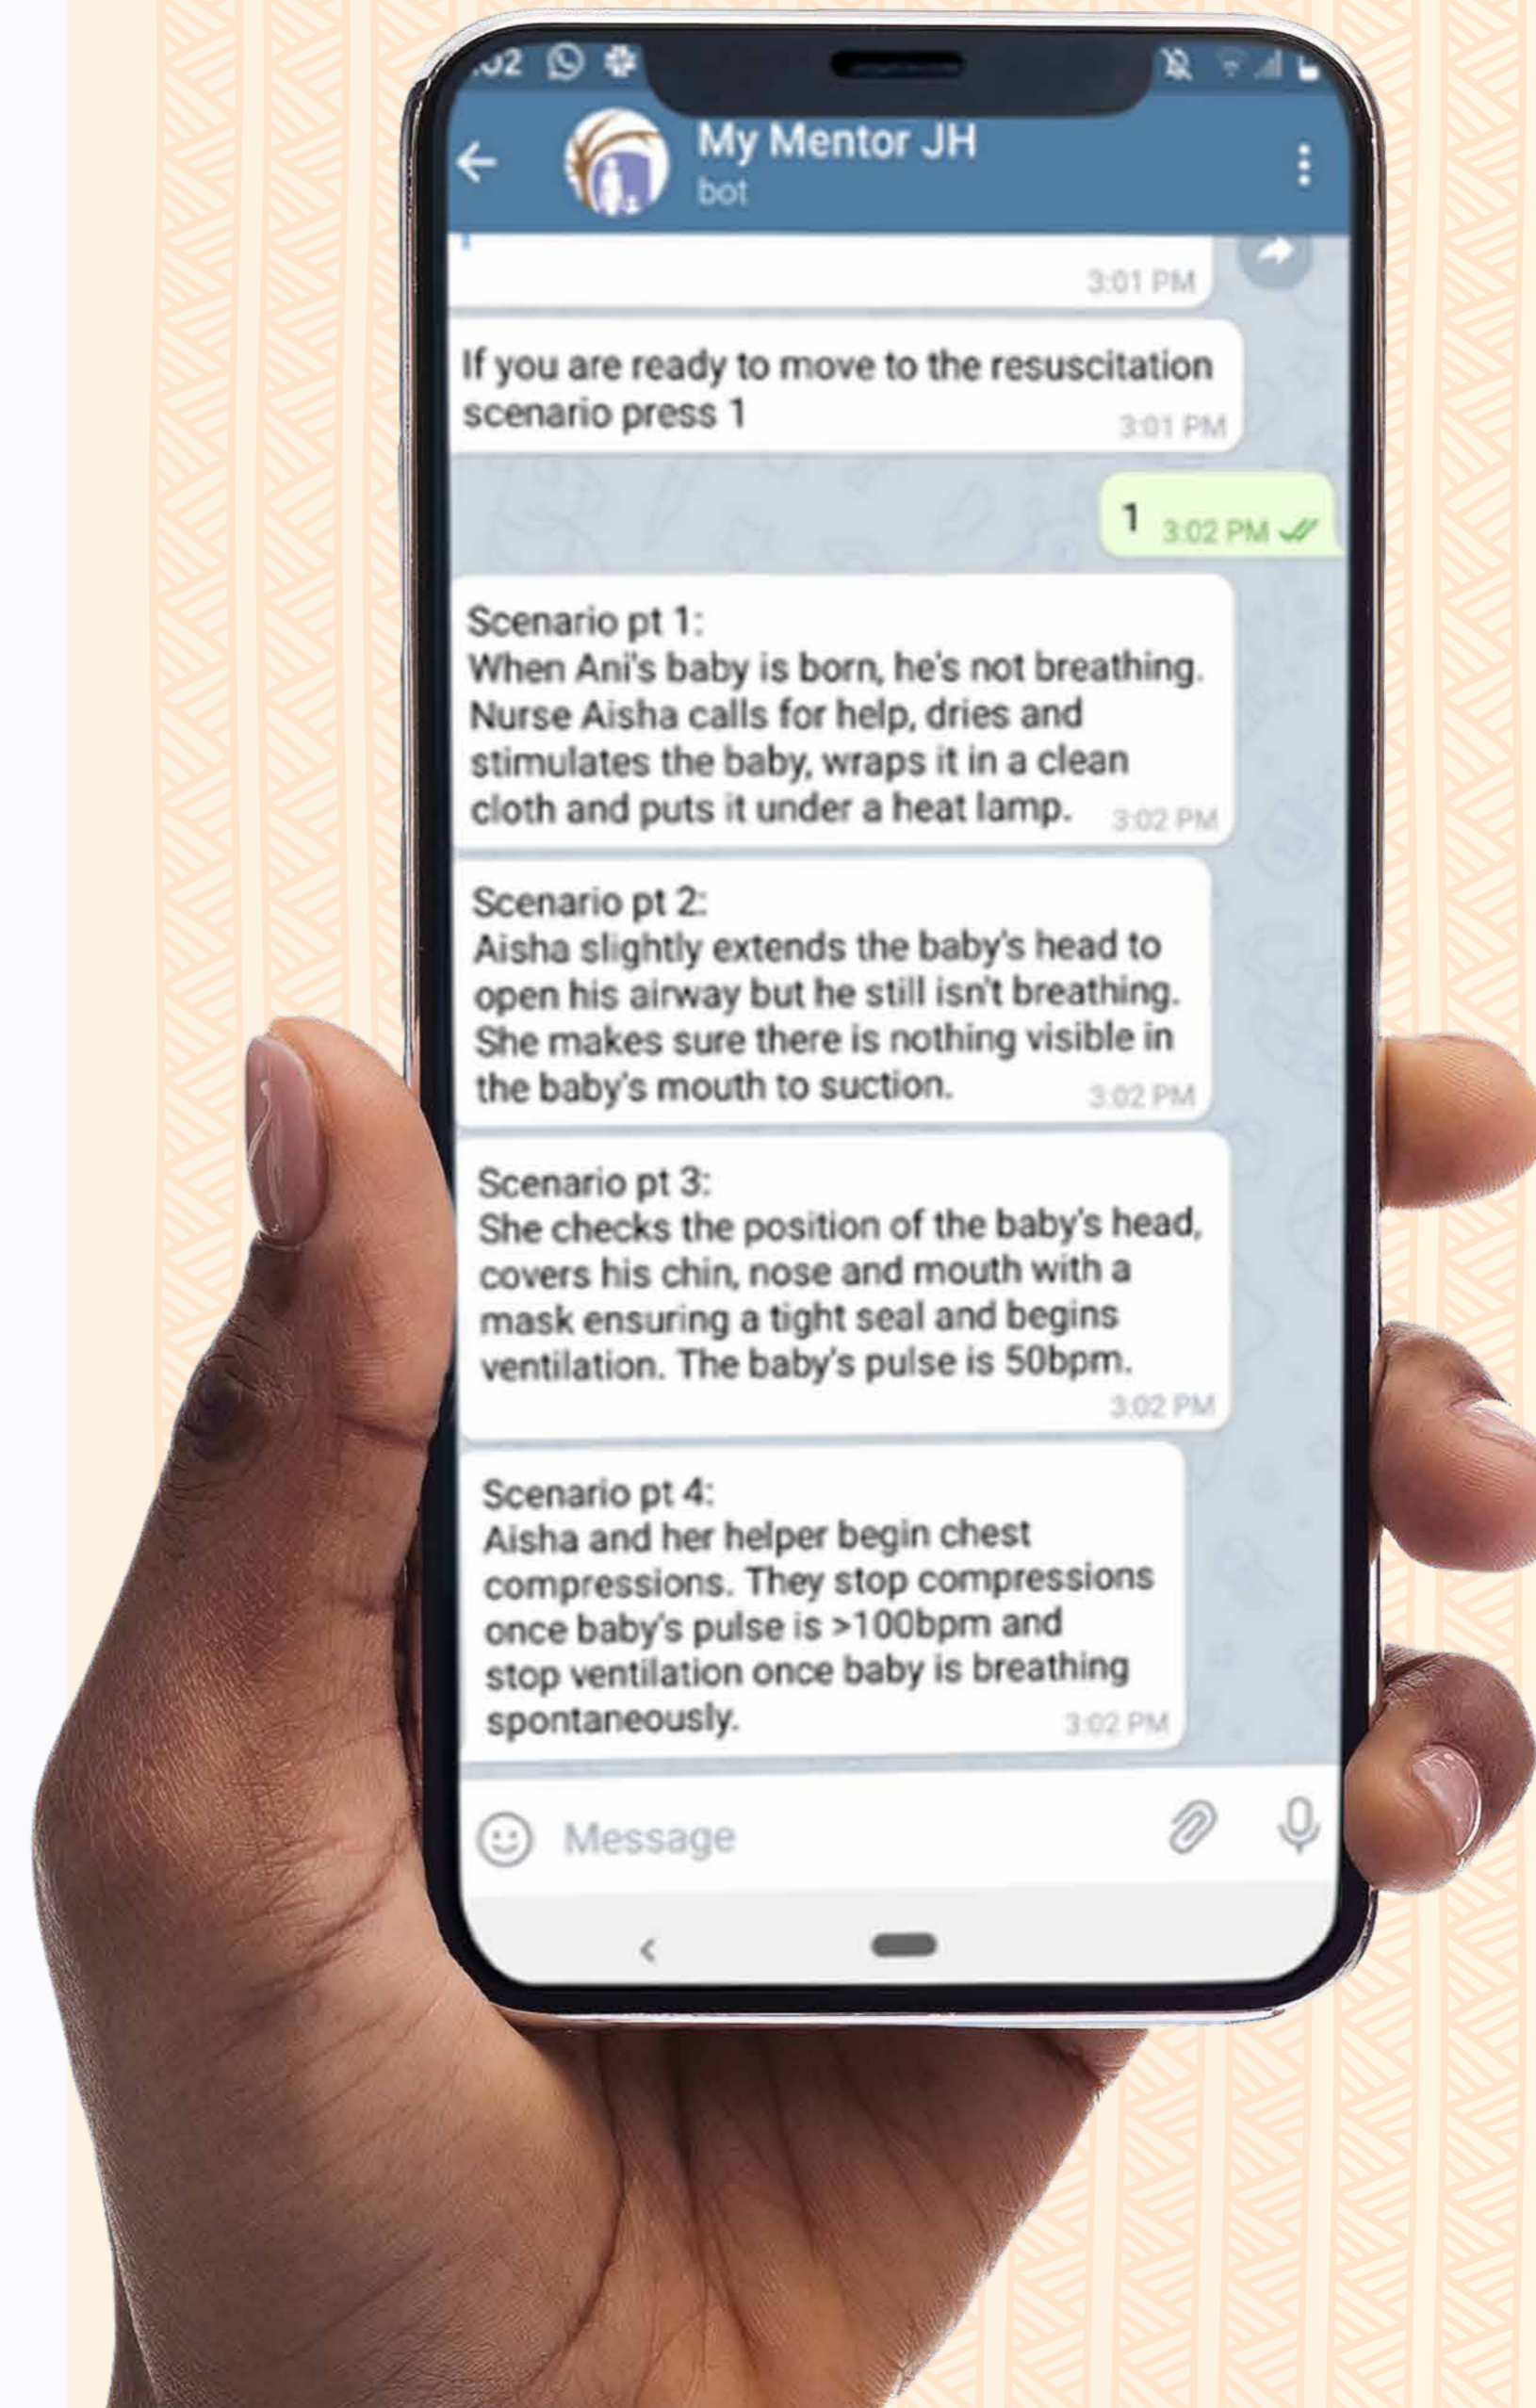 :02
My Mentor JH
bot
3:01 PM
If you are ready to move to the resuscitation
scenario press 1
3:01 PM
1 3:02 PM
Scenario pt 1:
When Ani's baby is born, he's not breathing.
Nurse Aisha calls for help, dries and
stimulates the baby, wraps it in a clean
cloth and puts it under a heat lamp. 3:02 PM
Scenario pt 2:
Aisha slightly extends the baby's head to
open his airway but he still isn't breathing.
She makes sure there is nothing visible in
the baby's mouth to suction. 3:02 PM
Scenario pt 3:
She checks the position of the baby's head,
covers his chin, nose and mouth with a
mask ensuring a tight seal and begins
ventilation. The baby's pulse is 50bpm.
3:02 PM
Scenario pt 4:
Aisha and her helper begin chest
compressions. They stop compressions
once baby's pulse is >100bpm and
stop ventilation once baby is breathing
spontaneously. 3:02 PM
Message